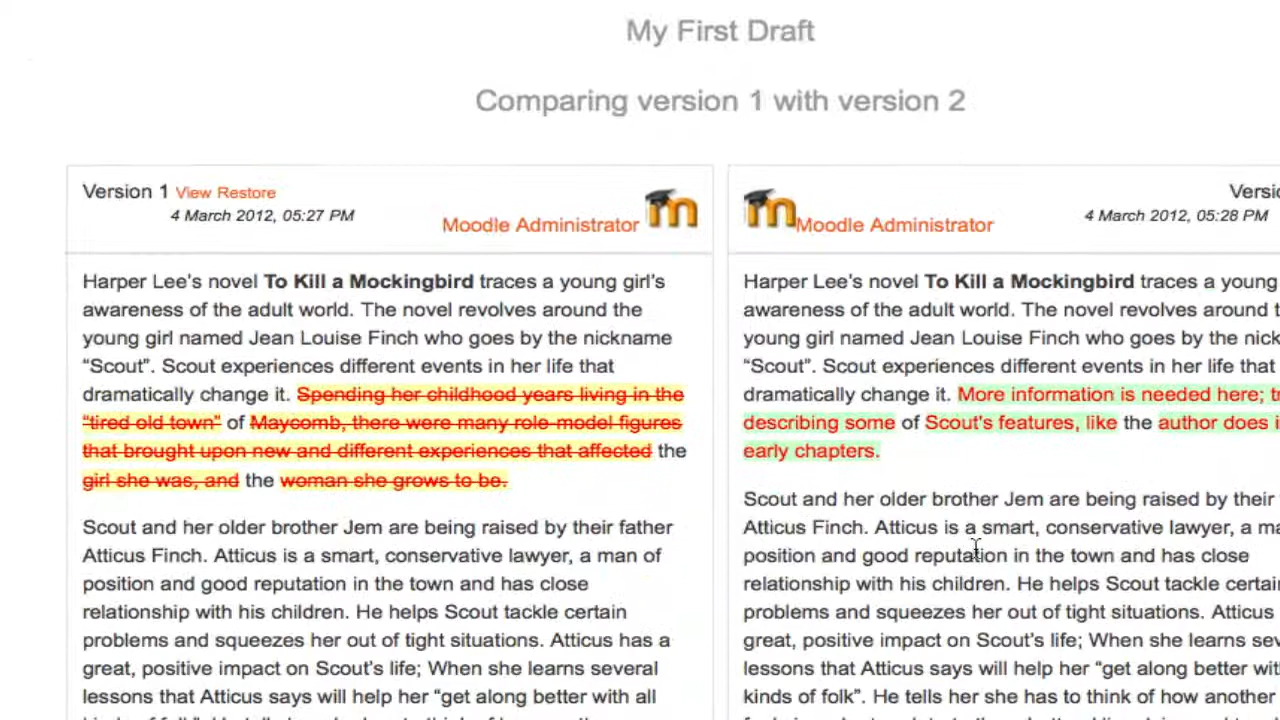 My First Draft
Comparing version 1 with version 2
Version 1 View Restore
4 March 2012, 05:27 PM
Moodle Administrator
Harper Lee's novel To Kill a Mockingbird traces a young girl's
awareness of the adult world. The novel revolves around the
young girl named Jean Louise Finch who goes by the nickname
“Scout”. Scout experiences different events in her life that
dramatically change it. Spending her childhood years living in the
“tired old town” of Maycomb, there were many role-model figures
that brought upon new and different experiences that affected the
girl she was, and the woman she grows to be.
Scout and her older brother Jem are being raised by their father
Atticus Finch. Atticus is a smart, conservative lawyer, a man of
position and good reputation in the town and has close
relationship with his children. He helps Scout tackle certain
problems and squeezes her out of tight situations. Atticus has a
great, positive impact on Scout's life; When she learns several
lessons that Atticus says will help her “get along better with all
Moodle Administrator
4 March 2012, 05:28 PM
Harper Lee's novel To Kill a Mockingbird traces a young
awareness of the adult world. The novel revolves around
young girl named Jean Louise Finch who goes by the
“Scout”. Scout experiences different events in her life that
dramatically change it. More information is needed here;
describing some of Scout's features, like the author does
early chapters.
Scout and her older brother Jem are being raised by their
Atticus Finch. Atticus is a smart, conservative lawyer, a
position and good reputation in the town and has close
relationship with his children. He helps Scout tackle
problems and squeezes her out of tight situations. Atticus
great, positive impact on Scout's life; When she learns
lessons that Atticus says will help her “get along better
kinds of folk”. He tells her she has to think of how another